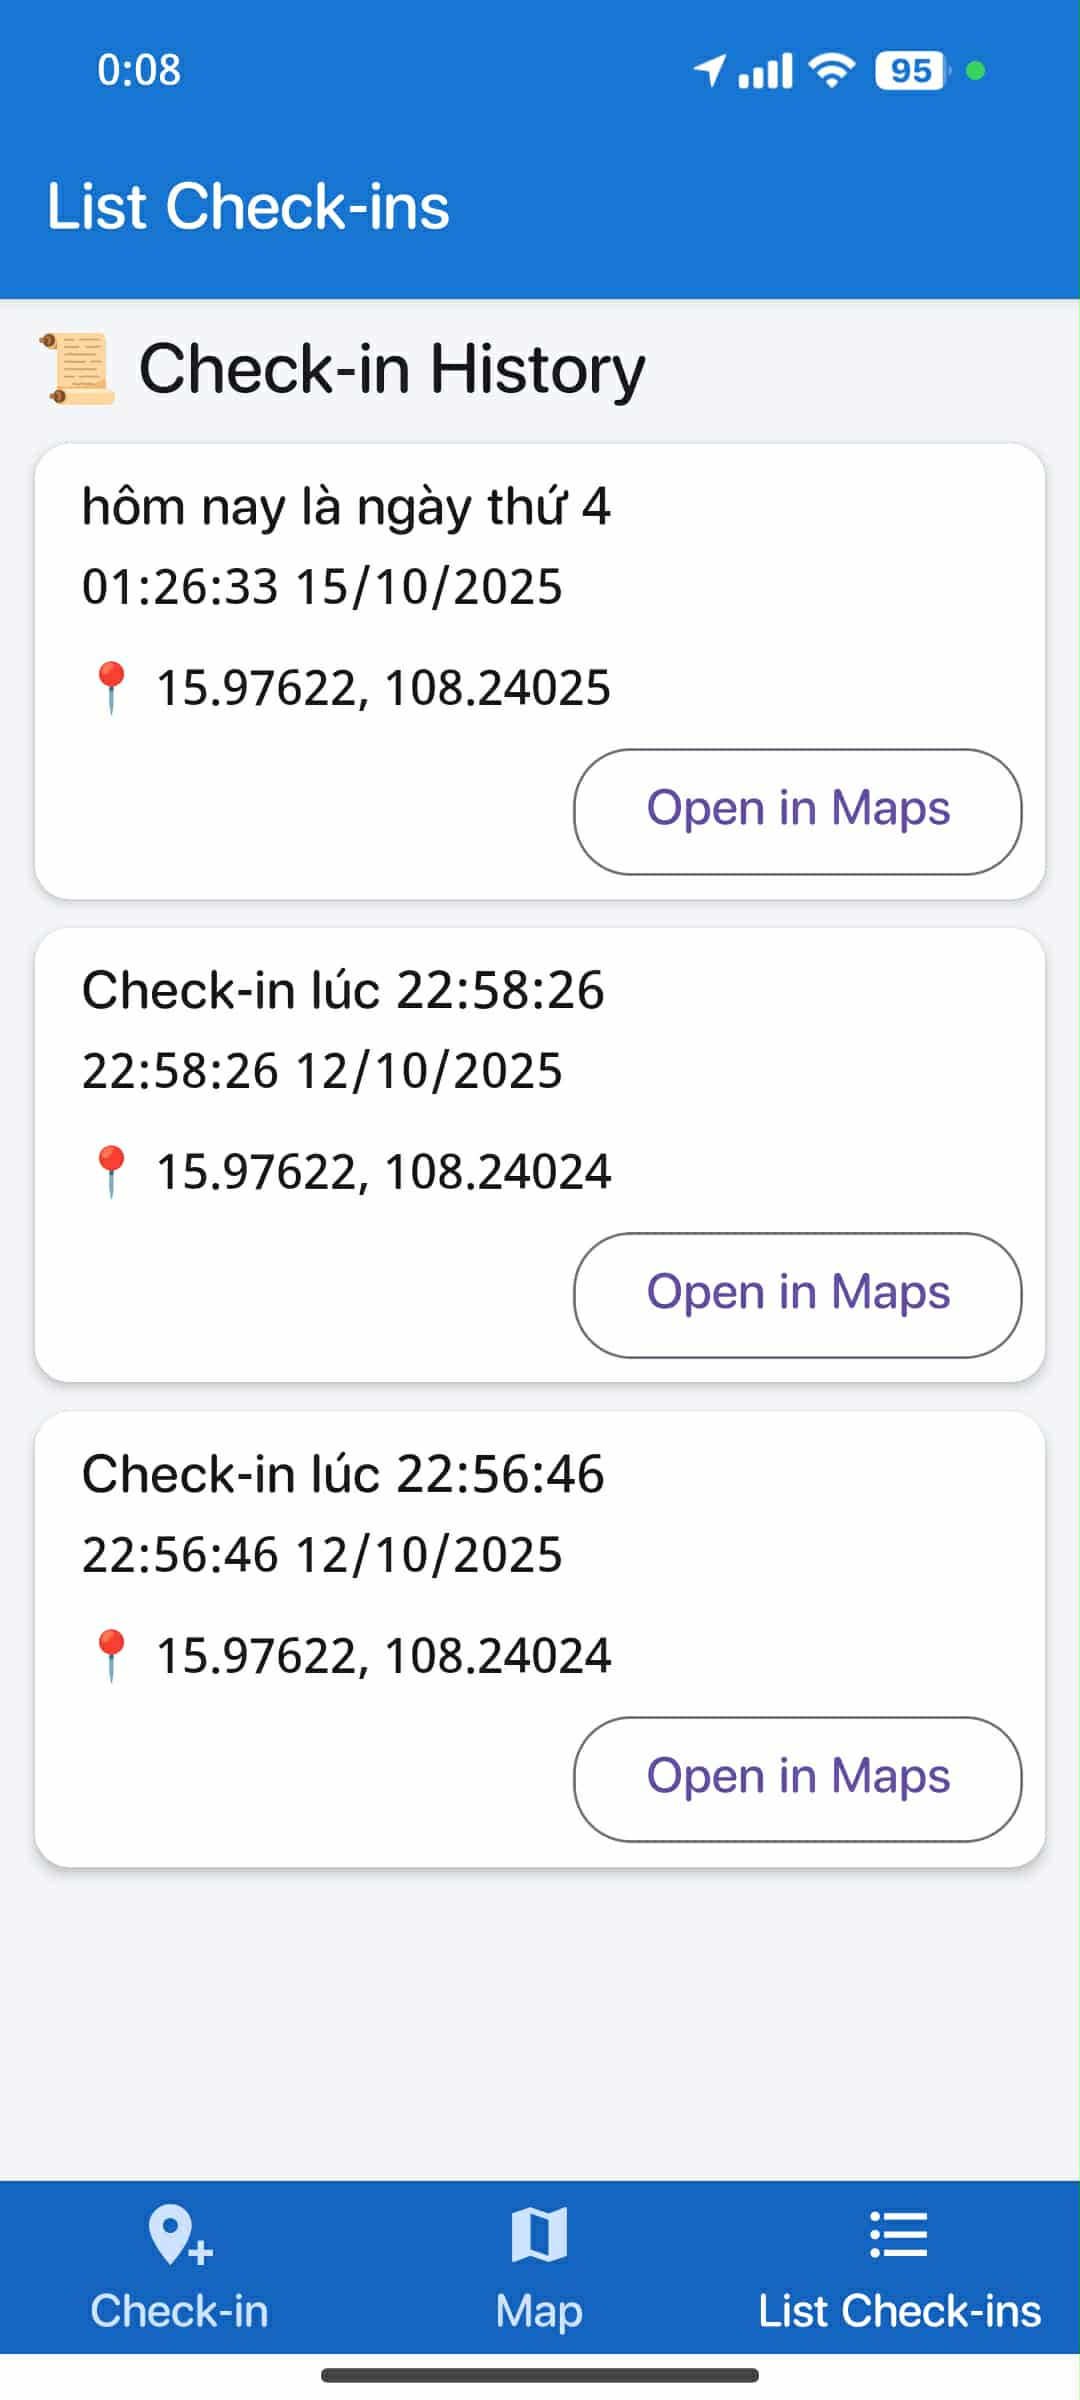 0:08
95
List Check-ins
Check-in History
hôm nay là ngày thứ 4
01:26:33 15/10/2025
15.97622, 108.24025
Open in Maps
Check-in lúc 22:58:26
22:58:26 12/10/2025
15.97622, 108.24024
Open in Maps
Check-in lúc 22:56:46
22:56:46 12/10/2025
15.97622, 108.24024
Open in Maps
Check-in
Map
List Check-ins